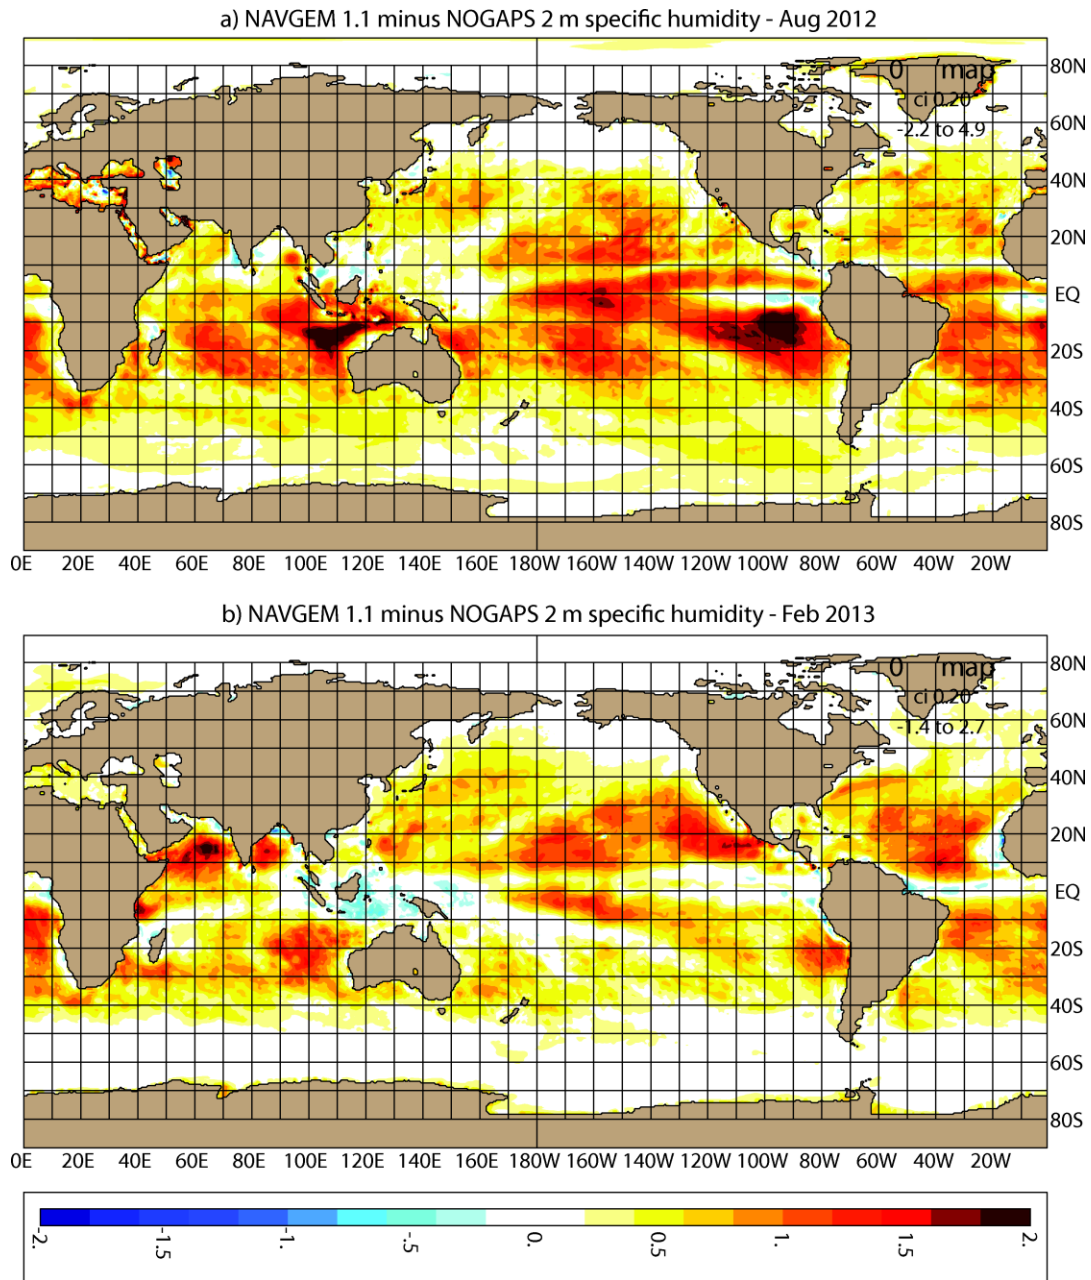 a) NAVGEM 1.1 minus NOGAPS 2 m specific humidity - Aug 2012
0 /map
ci 0.20
-2.2 to 4.9
80N
60N
40N
20N
EQ
20S
40S
60S
80S
0E 20E 40E 60E 80E 100E 120E 140E 160E 180W 160W 140W 120W 100W 80W 60W 40W 20W
b) NAVGEM 1.1 minus NOGAPS 2 m specific humidity - Feb 2013
0 /map
ci 0.20
-1.4 to 2.7
80N
60N
40N
20N
EQ
20S
40S
60S
80S
0E 20E 40E 60E 80E 100E 120E 140E 160E 180W 160W 140W 120W 100W 80W 60W 40W 20W
-2. -1.5 -1. -.5 0. 0.5 1. 1.5 2.